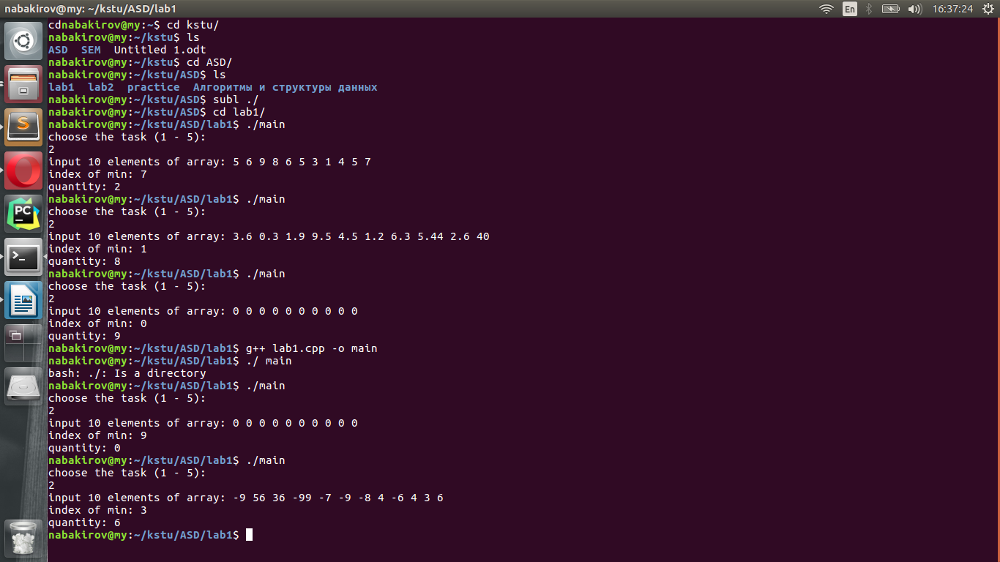 nabakirov@my: ~/kstu/ASD/lab1
En
16:37:24
cdnabakirov@my:~$ cd kstu/
nabakirov@my:~/kstu$ ls
ASD  SEM  Untitled 1.odt
nabakirov@my:~/kstu$ cd ASD/
nabakirov@my:~/kstu/ASD$ ls
lab1  lab2  practice  Алгоритмы и структуры данных
nabakirov@my:~/kstu/ASD$ subl ./
nabakirov@my:~/kstu/ASD$ cd lab1/
nabakirov@my:~/kstu/ASD/lab1$ ./main
choose the task (1 - 5):
2
input 10 elements of array: 5 6 9 8 6 5 3 1 4 5 7
index of min: 7
quantity: 2
nabakirov@my:~/kstu/ASD/lab1$ ./main
choose the task (1 - 5):
2
input 10 elements of array: 3.6 0.3 1.9 9.5 4.5 1.2 6.3 5.44 2.6 40
index of min: 1
quantity: 8
nabakirov@my:~/kstu/ASD/lab1$ ./main
choose the task (1 - 5):
2
input 10 elements of array: 0 0 0 0 0 0 0 0 0 0
index of min: 0
quantity: 9
nabakirov@my:~/kstu/ASD/lab1$ g++ lab1.cpp -o main
nabakirov@my:~/kstu/ASD/lab1$ ./ main
bash: ./: Is a directory
nabakirov@my:~/kstu/ASD/lab1$ ./main
choose the task (1 - 5):
2
input 10 elements of array: 0 0 0 0 0 0 0 0 0 0
index of min: 9
quantity: 0
nabakirov@my:~/kstu/ASD/lab1$ ./main
choose the task (1 - 5):
2
input 10 elements of array: -9 56 36 -99 -7 -9 -8 4 -6 4 3 6
index of min: 3
quantity: 6
nabakirov@my:~/kstu/ASD/lab1$
S
PC
>_